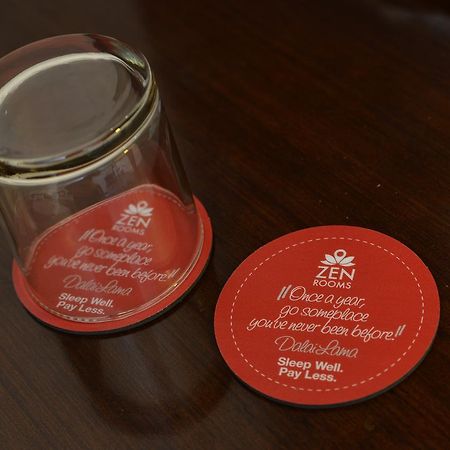 ZEN
ROOMS
"Once a year,
go someplace
you've never been before."
Dalai Lama
Sleep Well.
Pay Less.
ZEN
ROOMS
"Once a year,
go someplace
you've never been before."
Dalai Lama
Sleep Well.
Pay Less.